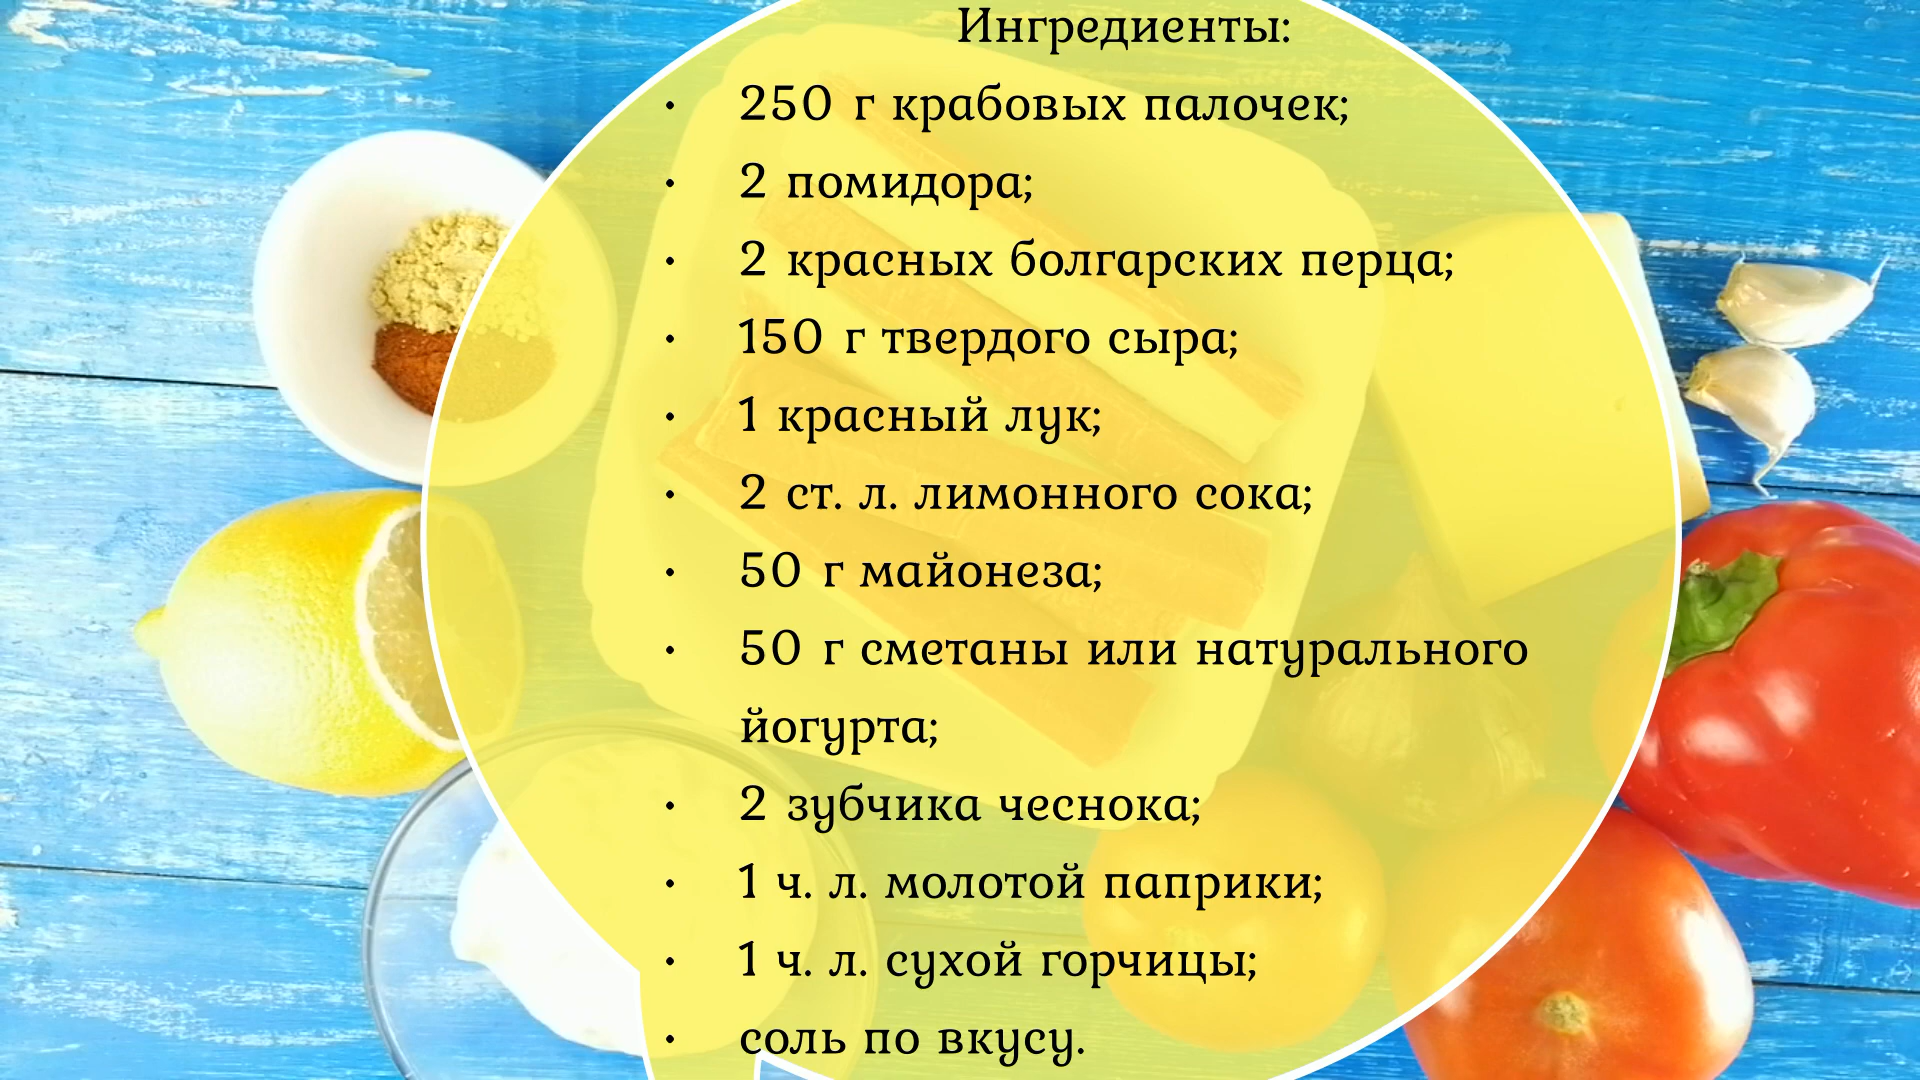 Ингредиенты:
• 250 г крабовых палочек;
• 2 помидора;
• 2 красных болгарских перца;
• 150 г твердого сыра;
• 1 красный лук;
• 2 ст. л. лимонного сока;
• 50 г майонеза;
• 50 г сметаны или натурального
йогурта;
• 2 зубчика чеснока;
• 1 ч. л. молотой паприки;
• 1 ч. л. сухой горчицы;
• соль по вкусу.